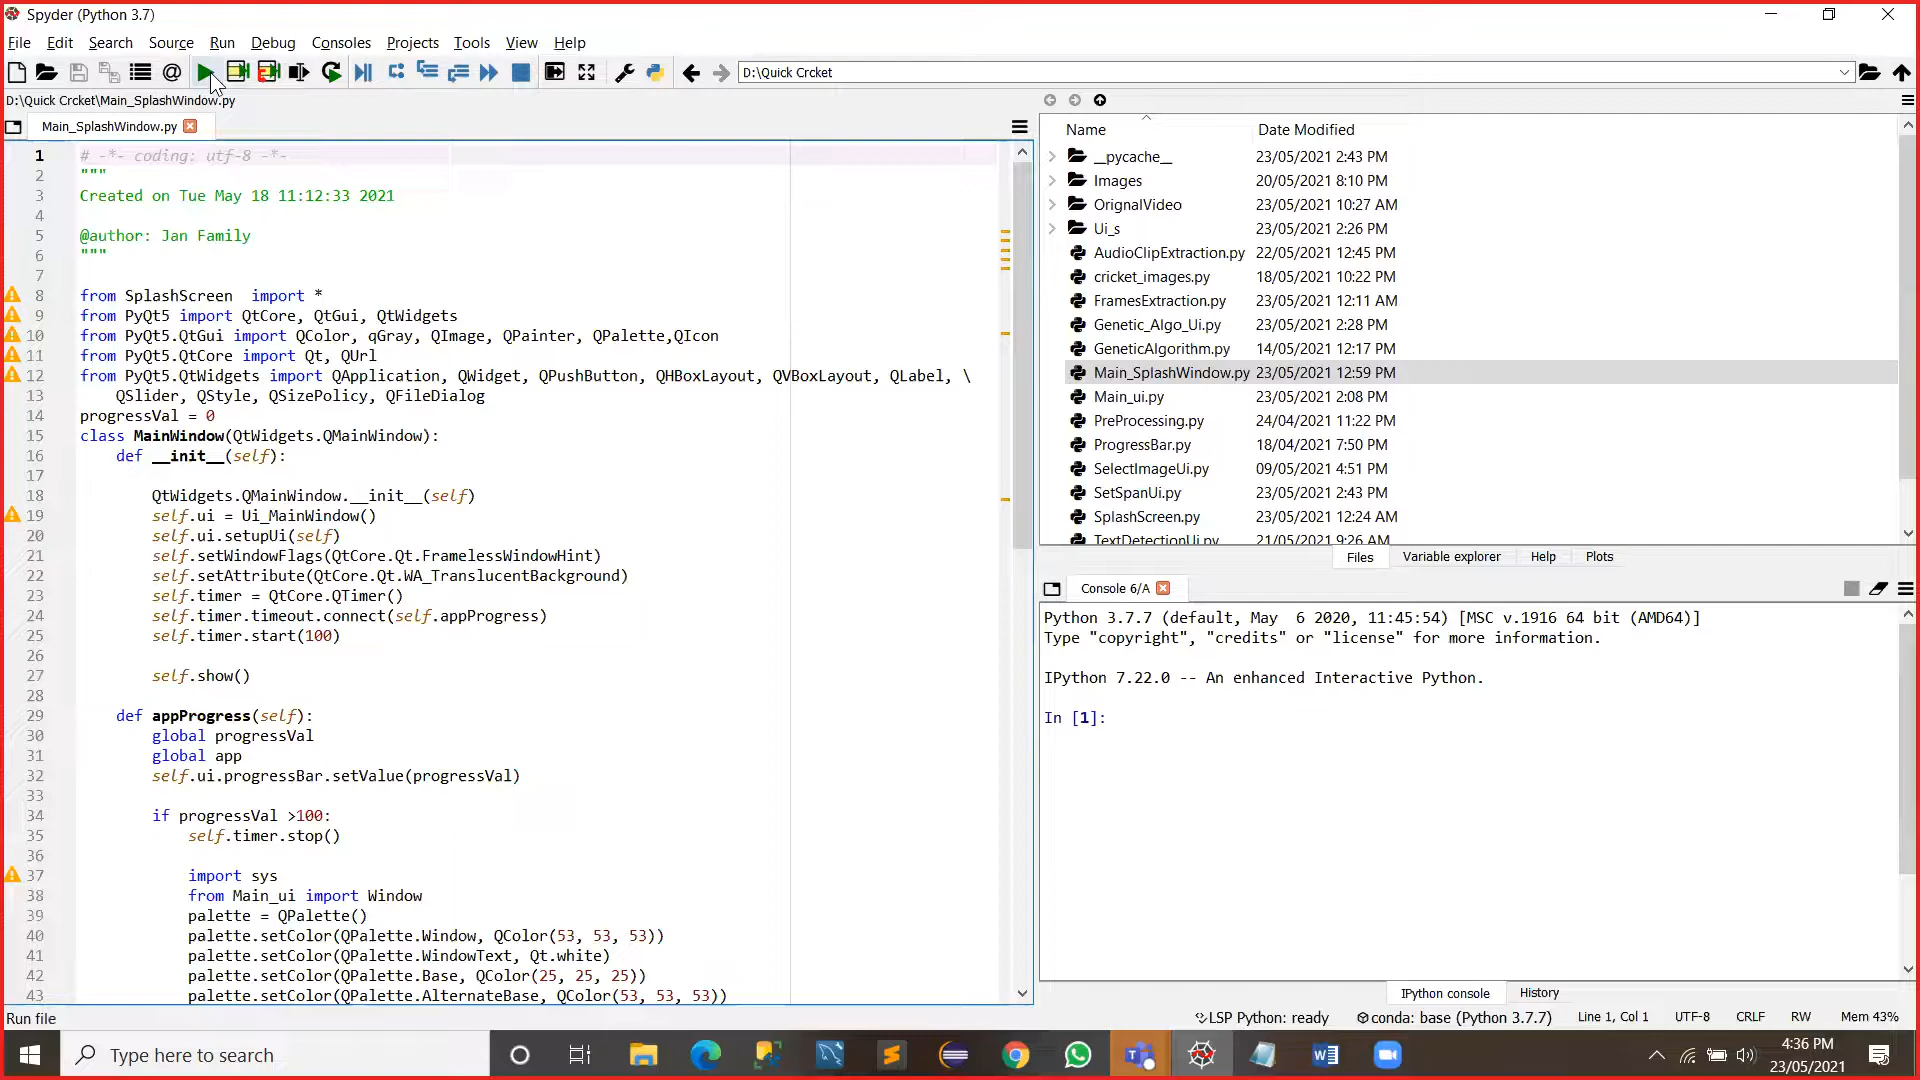 Spyder (Python 3.7)
File Edit Search Source Run Debug Consoles Projects Tools View Help
D:\Quick Crcket
D:\Quick Crcket\Main_SplashWindow.py
Main_SplashWindow.py
1 # -*- coding: utf-8 -*-
2 """
3 Created on Tue May 18 11:12:33 2021
4
5 @author: Jan Family
6 """
7
8 from SplashScreen  import *
9 from PyQt5 import QtCore, QtGui, QtWidgets
10 from PyQt5.QtGui import QColor, qGray, QImage, QPainter, QPalette,QIcon
11 from PyQt5.QtCore import Qt, QUrl
12 from PyQt5.QtWidgets import QApplication, QWidget, QPushButton, QHBoxLayout, QVBoxLayout, QLabel, \
13 QSlider, QStyle, QSizePolicy, QFileDialog
14 progressVal = 0
15 class MainWindow(QtWidgets.QMainWindow):
16 def __init__(self):
17
18 QtWidgets.QMainWindow.__init__(self)
19 self.ui = Ui_MainWindow()
20 self.ui.setupUi(self)
21 self.setWindowFlags(QtCore.Qt.FramelessWindowHint)
22 self.setAttribute(QtCore.Qt.WA_TranslucentBackground)
23 self.timer = QtCore.QTimer()
24 self.timer.timeout.connect(self.appProgress)
25 self.timer.start(100)
26
27 self.show()
28
29 def appProgress(self):
30 global progressVal
31 global app
32 self.ui.progressBar.setValue(progressVal)
33
34 if progressVal >100:
35 self.timer.stop()
36
37 import sys
38 from Main_ui import Window
39 palette = QPalette()
40 palette.setColor(QPalette.Window, QColor(53, 53, 53))
41 palette.setColor(QPalette.WindowText, Qt.white)
42 palette.setColor(QPalette.Base, QColor(25, 25, 25))
43 palette.setColor(QPalette.AlternateBase, QColor(53, 53, 53))
Name Date Modified
__pycache__ 23/05/2021 2:43 PM
Images 20/05/2021 8:10 PM
OrignalVideo 23/05/2021 10:27 AM
Ui_s 23/05/2021 2:26 PM
AudioClipExtraction.py 22/05/2021 12:45 PM
cricket_images.py 18/05/2021 10:22 PM
FramesExtraction.py 23/05/2021 12:11 AM
Genetic_Algo_Ui.py 23/05/2021 2:28 PM
GeneticAlgorithm.py 14/05/2021 12:17 PM
Main_SplashWindow.py 23/05/2021 12:59 PM
Main_ui.py 23/05/2021 2:08 PM
PreProcessing.py 24/04/2021 11:22 PM
ProgressBar.py 18/04/2021 7:50 PM
SelectImageUi.py 09/05/2021 4:51 PM
SetSpanUi.py 23/05/2021 2:43 PM
SplashScreen.py 23/05/2021 12:24 AM
TextDetectionUi.py 21/05/2021 9:26 AM
Files Variable explorer Help Plots
Console 6/A
Python 3.7.7 (default, May  6 2020, 11:45:54) [MSC v.1916 64 bit (AMD64)]
Type "copyright", "credits" or "license" for more information.
IPython 7.22.0 -- An enhanced Interactive Python.
In [1]:
IPython console History
Run file
LSP Python: ready conda: base (Python 3.7.7) Line 1, Col 1 UTF-8 CRLF RW Mem 43%
Type here to search
4:36 PM
23/05/2021